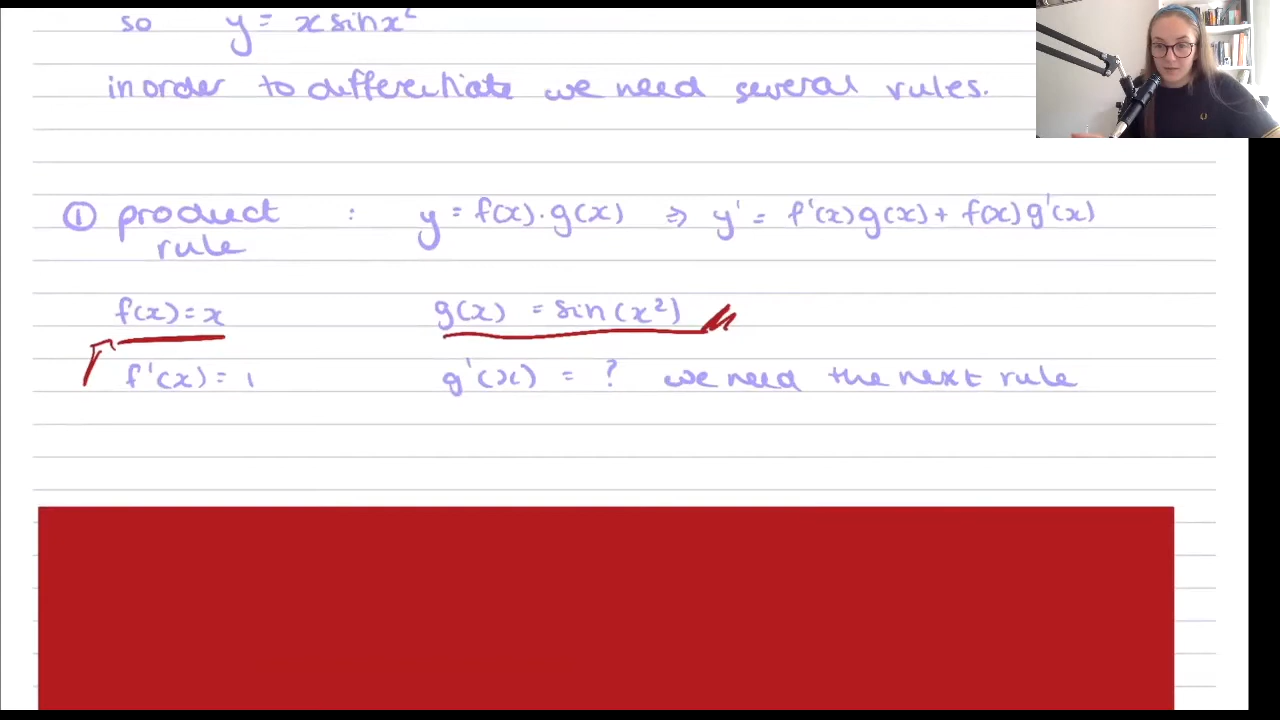 so y = x sin x²
in order to differentiate we need several rules.
① product rule : y = f(x) · g(x) ⇒ y' = f'(x)g(x) + f(x)g'(x)
f(x) = x g(x) = sin(x²)
f'(x) = 1 g'(x) = ? we need the next rule